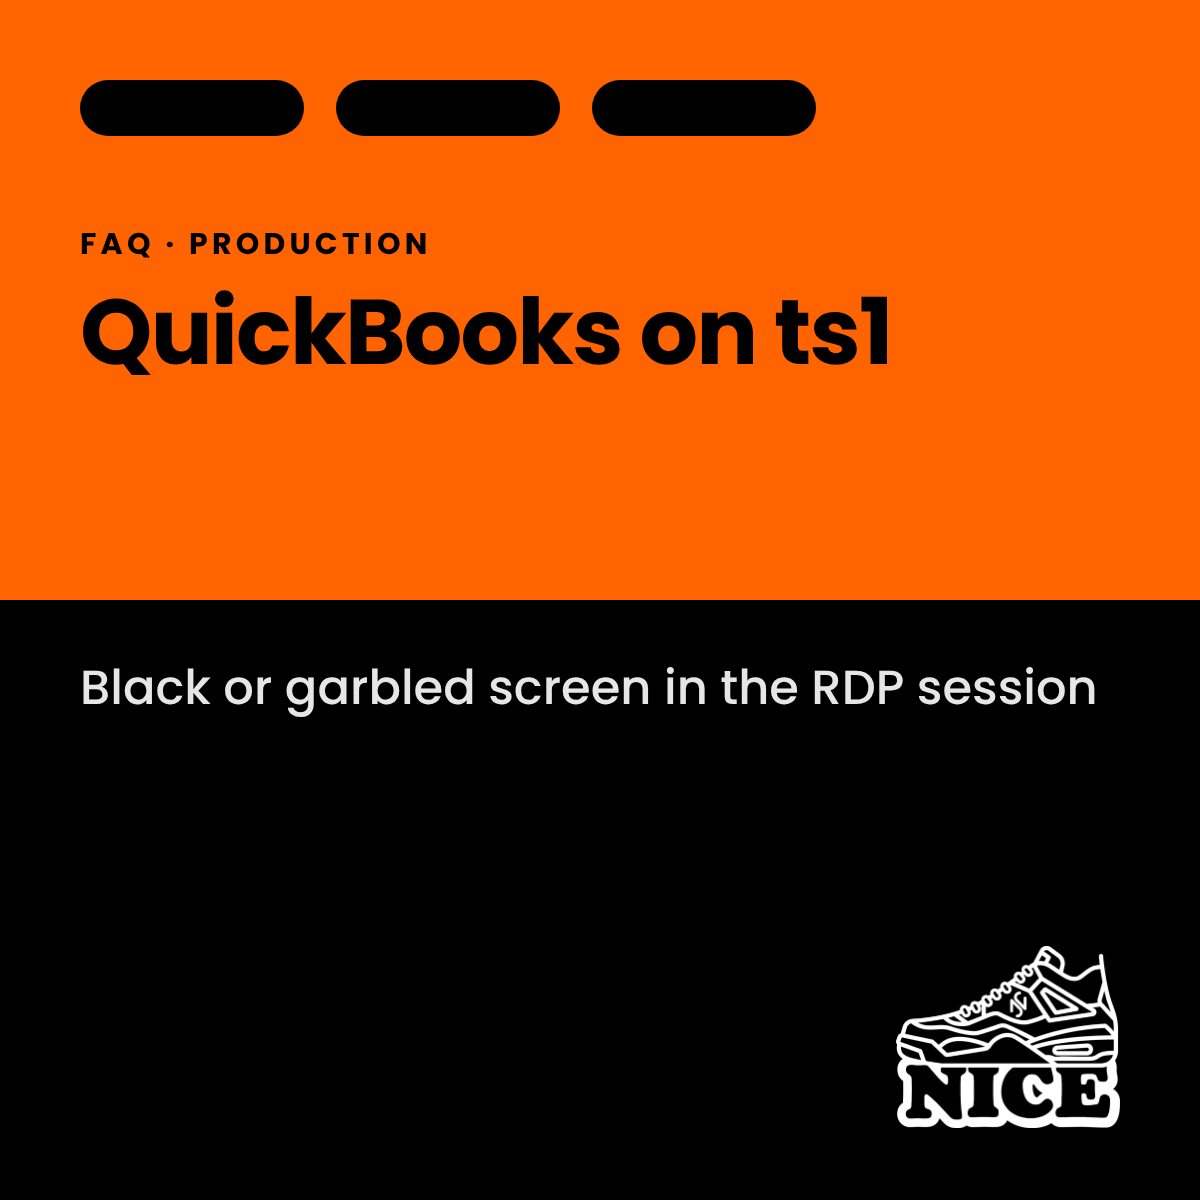 FAQ · PRODUCTION
QuickBooks on ts1
Black or garbled screen in the RDP session
NICE